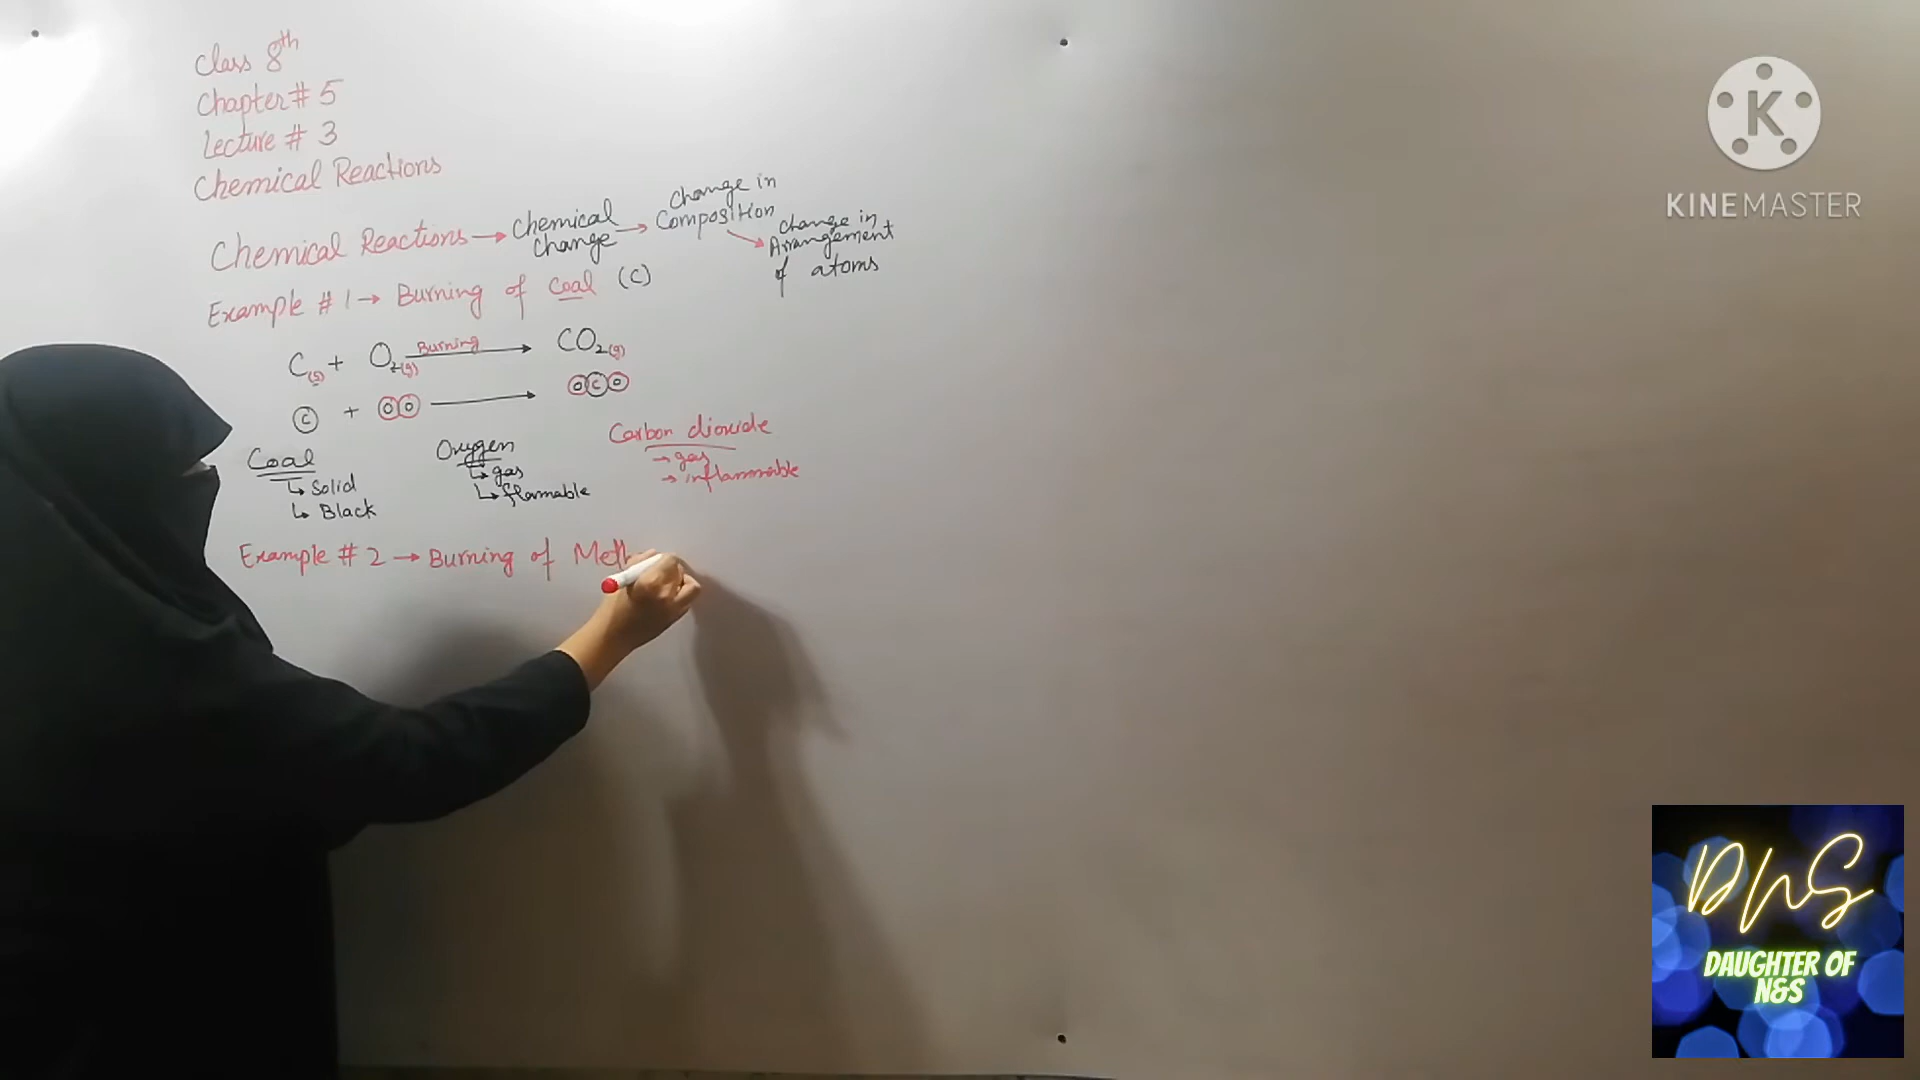 Class 8th
Chapter # 5
Lecture # 3
Chemical Reactions
Chemical Reactions → Chemical change → Change in Composition → change in Arrangement of atoms
Example # 1 → Burning of Coal (C)
C(s) + O2(g) Burning → CO2(g)
C + OO → OCO
Coal
↳ Solid
↳ Black
Oxygen
↳ gas
↳ flamable
Carbon dioxide
→ gas
→ inflammable
Example # 2 → Burning of Meth
K
KINEMASTER
DNS
DAUGHTER OF
N&S